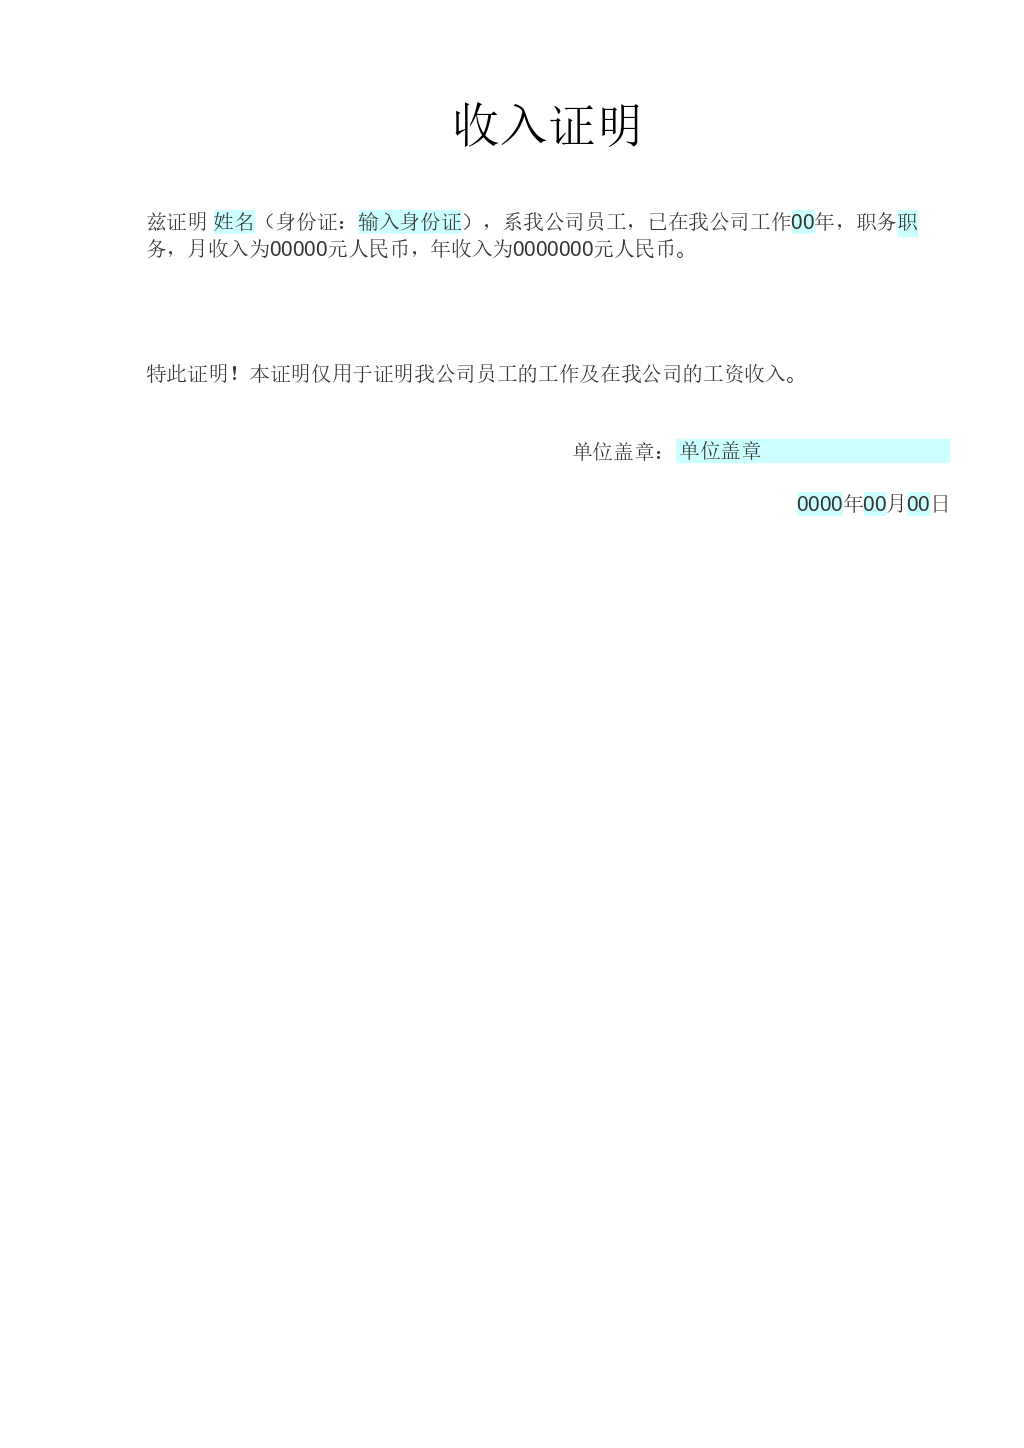 收入证明
兹证明 姓名（身份证：输入身份证），系我公司员工，己在我公司工作00年，职务职
务，月收入为00000元人民币，年收入为0000000元人民币。
特此证明！本证明仅用于证明我公司员工的工作及在我公司的工资收入。
单位盖章：单位盖章
0000年00月00日